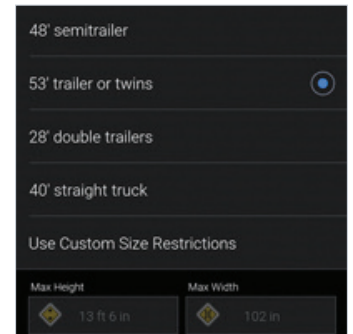 48' semitrailer
53' trailer or twins
28' double trailers
40' straight truck
Use Custom Size Restrictions
Max Height Max Width
13 ft 6 in 102 in